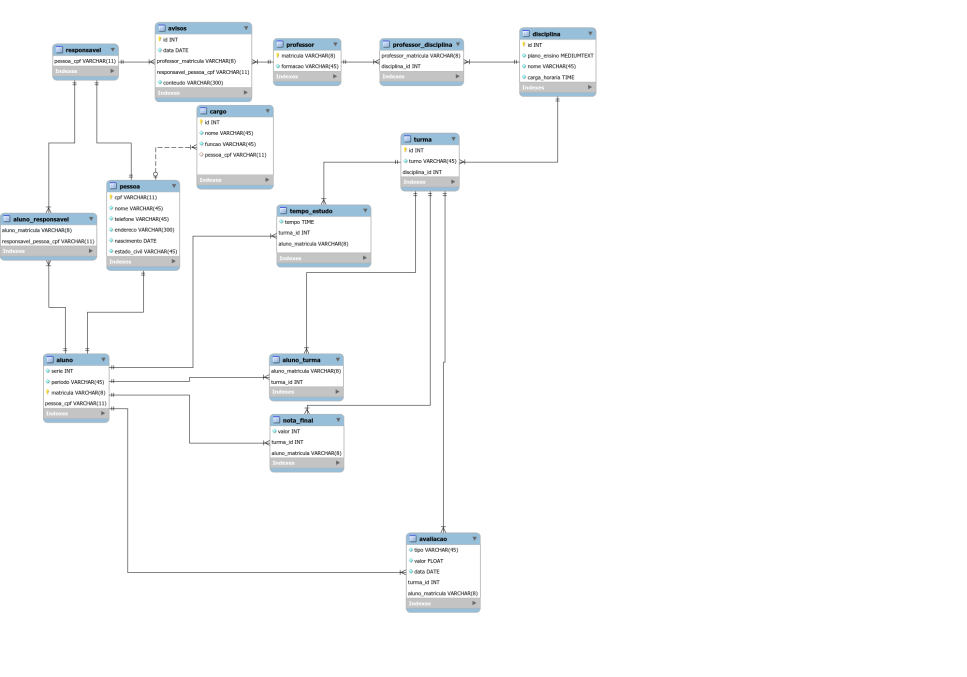 responsavel
pessoa_cpf VARCHAR(11)
Indexes
avisos
id INT
data DATE
professor_matricula VARCHAR(8)
responsavel_pessoa_cpf VARCHAR(11)
conteudo VARCHAR(300)
Indexes
professor
matricula VARCHAR(8)
formacao VARCHAR(45)
Indexes
professor_disciplina
professor_matricula VARCHAR(8)
disciplina_id INT
Indexes
disciplina
id INT
plano_ensino MEDIUMTEXT
nome VARCHAR(45)
carga_horaria TIME
Indexes
cargo
id INT
nome VARCHAR(45)
funcao VARCHAR(45)
pessoa_cpf VARCHAR(11)
Indexes
turma
id INT
turno VARCHAR(45)
disciplina_id INT
Indexes
pessoa
cpf VARCHAR(11)
nome VARCHAR(45)
telefone VARCHAR(45)
endereco VARCHAR(300)
nascimento DATE
estado_civil VARCHAR(45)
Indexes
aluno_responsavel
aluno_matricula VARCHAR(8)
responsavel_pessoa_cpf VARCHAR(11)
Indexes
tempo_estudo
tempo TIME
turma_id INT
aluno_matricula VARCHAR(8)
Indexes
aluno
serie INT
periodo VARCHAR(45)
matricula VARCHAR(8)
pessoa_cpf VARCHAR(11)
Indexes
aluno_turma
aluno_matricula VARCHAR(8)
turma_id INT
Indexes
nota_final
valor INT
turma_id INT
aluno_matricula VARCHAR(8)
Indexes
avaliacao
tipo VARCHAR(45)
valor FLOAT
data DATE
turma_id INT
aluno_matricula VARCHAR(8)
Indexes